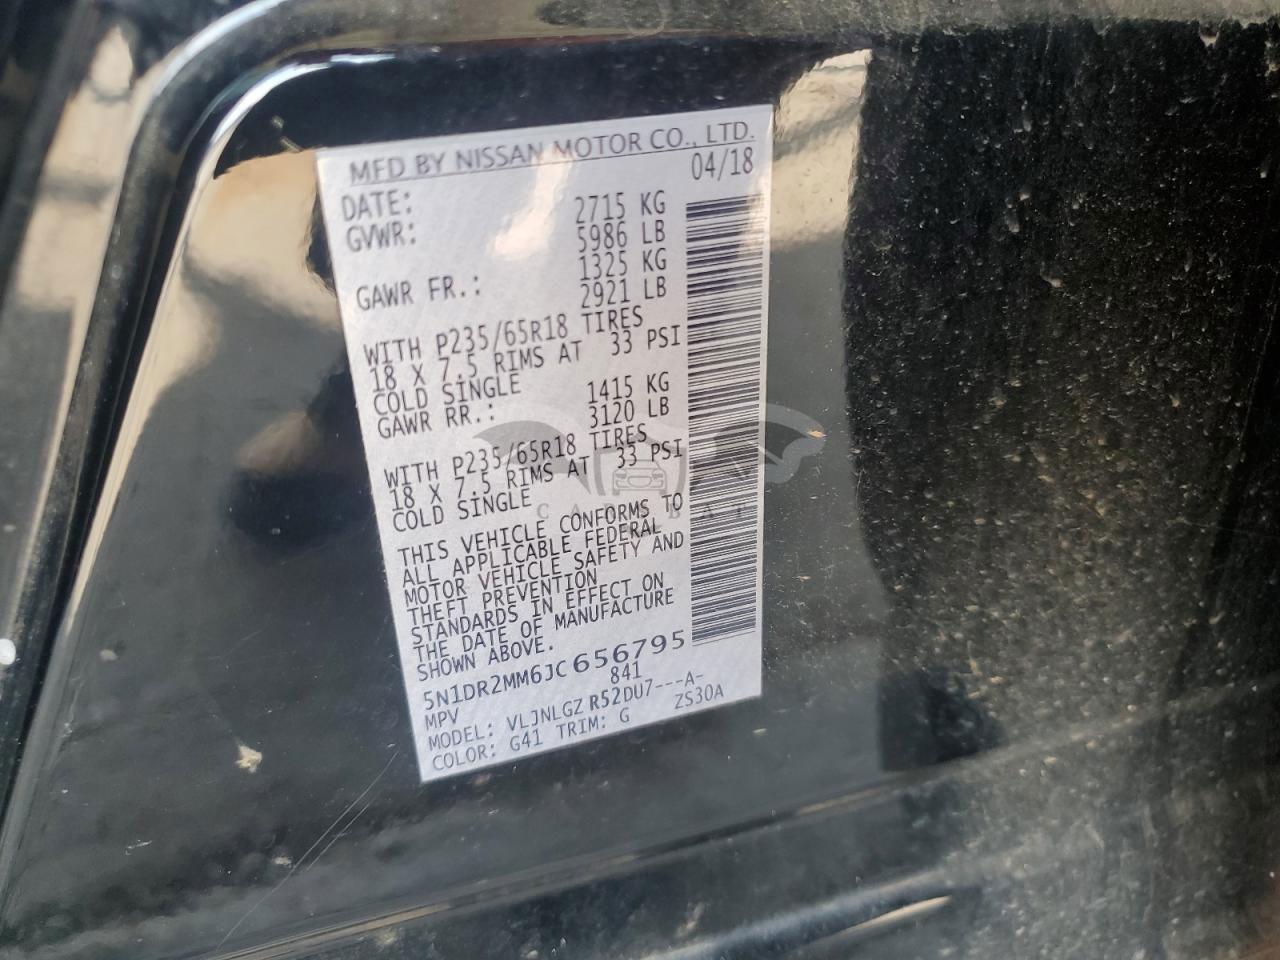 MFD BY NISSAN MOTOR CO., LTD.
DATE: 04/18
GVWR: 2715 KG
5986 LB
GAWR FR.: 1325 KG
2921 LB
WITH P235/65R18 TIRES
18 X 7.5 RIMS AT 33 PSI
COLD SINGLE
GAWR RR.: 1415 KG
3120 LB
WITH P235/65R18 TIRES
18 X 7.5 RIMS AT 33 PSI
COLD SINGLE
THIS VEHICLE CONFORMS TO
ALL APPLICABLE FEDERAL
MOTOR VEHICLE SAFETY AND
THEFT PREVENTION
STANDARDS IN EFFECT ON
THE DATE OF MANUFACTURE
SHOWN ABOVE.
5N1DR2MM6JC656795
MPV 841
MODEL: VLJNLGZ R52DU7---A-
COLOR: G41 TRIM: G ZS30A